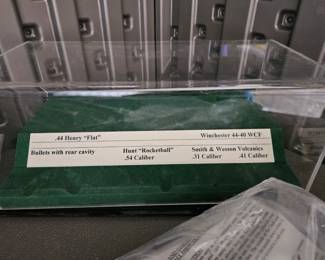 .44 Henry "Flat" Winchester 44-40 WCF
Bullets with rear cavity Hunt "Rocketball" Smith & Wesson Volcanics
.54 Caliber .31 Caliber .41 Caliber